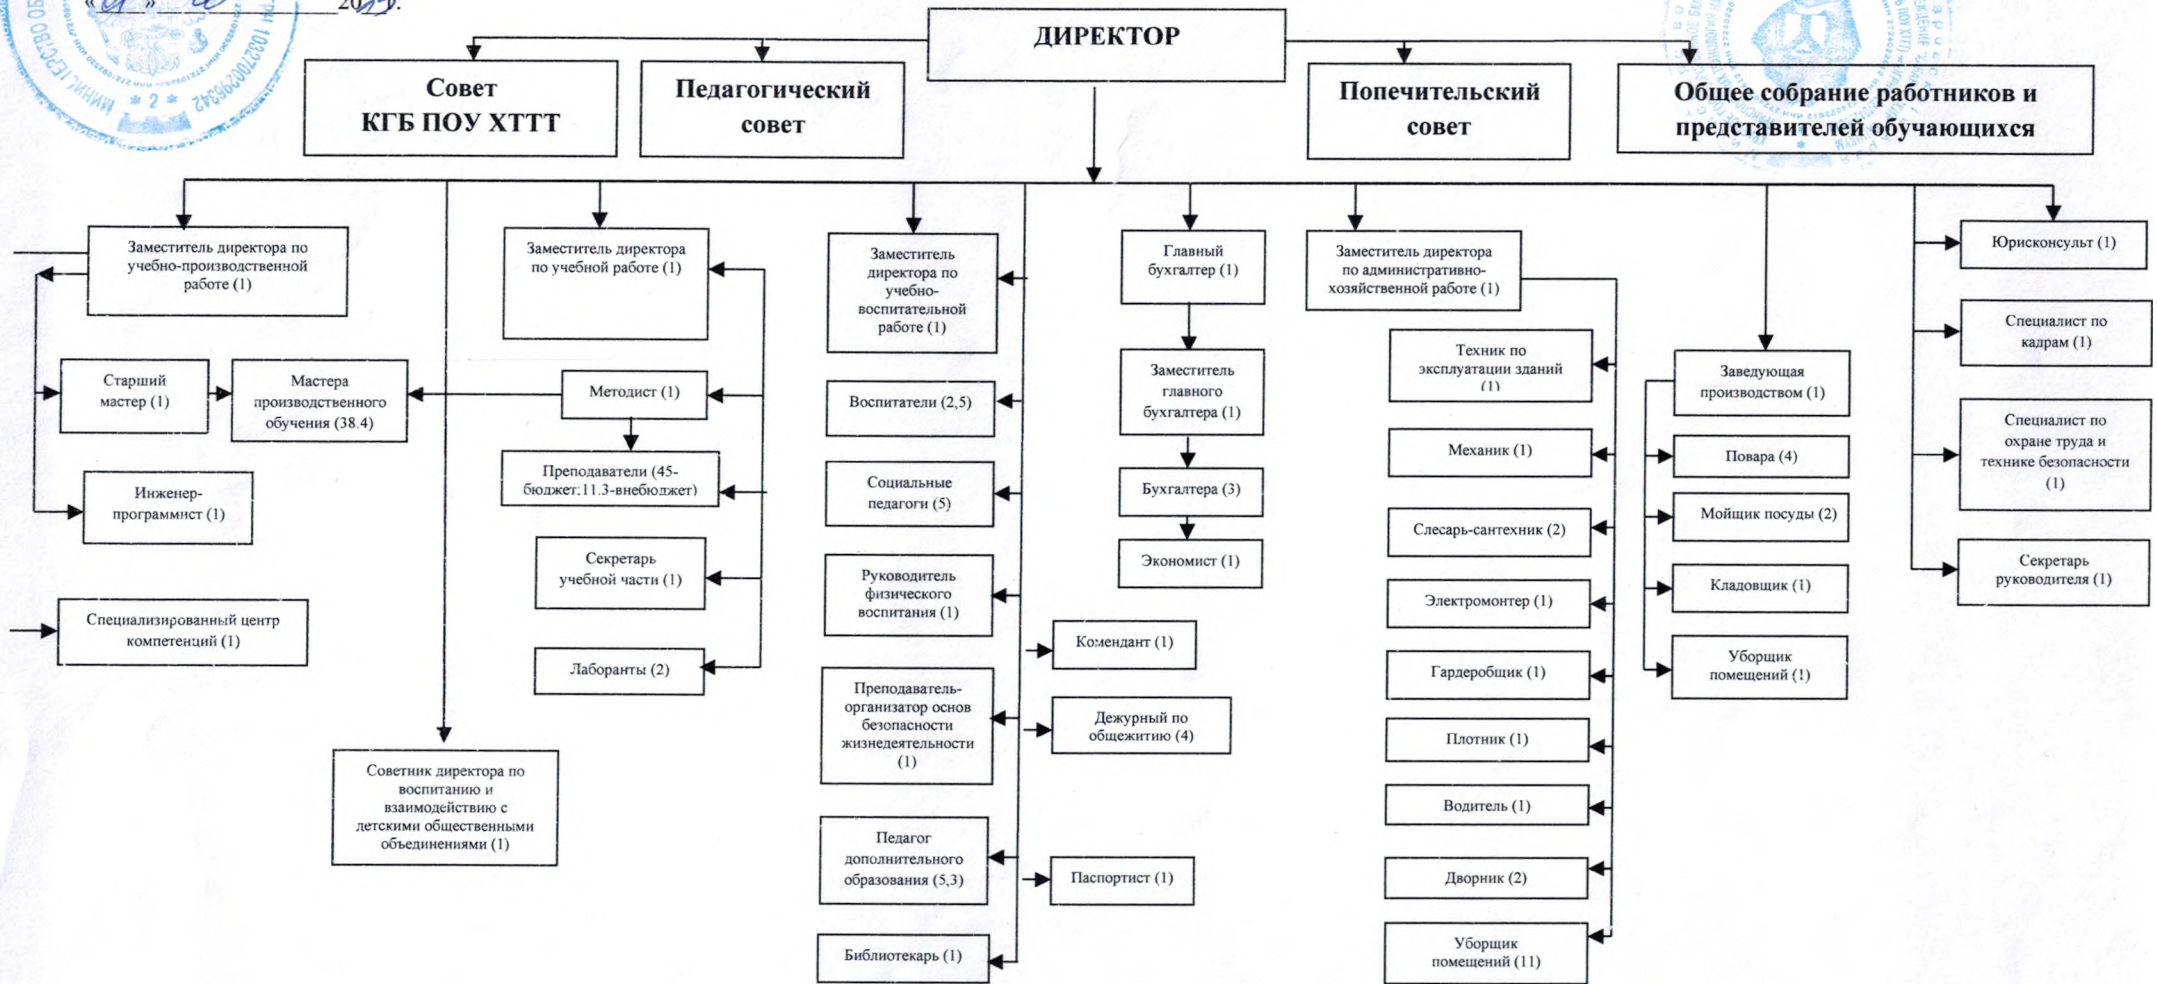 ДИРЕКТОР
Совет
КГБ ПОУ ХТТТ
Педагогический
совет
Попечительский
совет
Общее собрание работников и
представителей обучающихся
Заместитель директора по
учебно-производственной
работе (1)
Старший
мастер (1)
Мастера
производственного
обучения (38.4)
Инженер-
программист (1)
Специализированный центр
компетенций (1)
Советник директора по
воспитанию и
взаимодействию с
детскими общественными
объединениями (1)
Заместитель директора
по учебной работе (1)
Методист (1)
Преподаватели (45-
бюджет;11.3-внебюджет)
Секретарь
учебной части (1)
Лаборанты (2)
Заместитель
директора по
учебно-
воспитательной
работе (1)
Воспитатели (2,5)
Социальные
педагоги (5)
Руководитель
физического
воспитания (1)
Преподаватель-
организатор основ
безопасности
жизнедеятельности
(1)
Педагог
дополнительного
образования (5,3)
Библиотекарь (1)
Комендант (1)
Дежурный по
общежитию (4)
Паспортист (1)
Главный
бухгалтер (1)
Заместитель
главного
бухгалтера (1)
Бухгалтера (3)
Экономист (1)
Заместитель директора
по административно-
хозяйственной работе (1)
Техник по
эксплуатации зданий
(1)
Механик (1)
Слесарь-сантехник (2)
Электромонтер (1)
Гардеробщик (1)
Плотник (1)
Водитель (1)
Дворник (2)
Уборщик
помещений (11)
Заведующая
производством (1)
Повара (4)
Мойщик посуды (2)
Кладовщик (1)
Уборщик
помещений (1)
Юрисконсульт (1)
Специалист по
кадрам (1)
Специалист по
охране труда и
технике безопасности
(1)
Секретарь
руководителя (1)